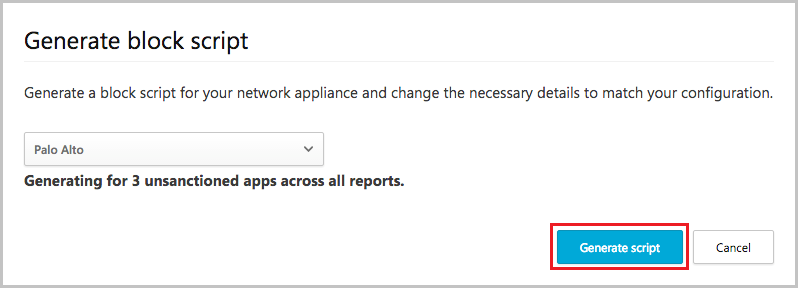 Generate block script
Generate a block script for your network appliance and change the necessary details to match your configuration.
Palo Alto
Generating for 3 unsanctioned apps across all reports.
Generate script
Cancel